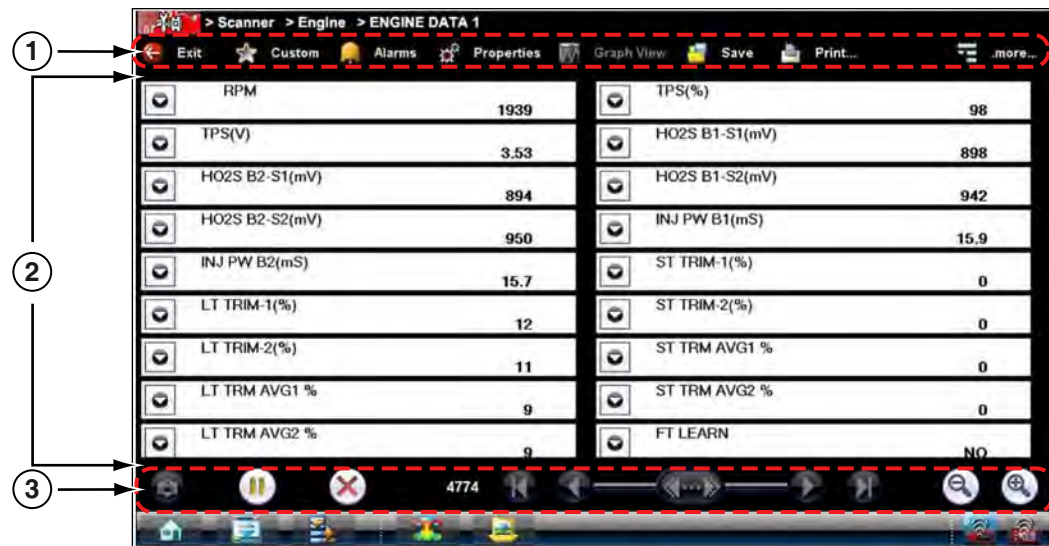 > Scanner > Engine > ENGINE DATA 1
1
Exit Custom Alarms Properties Graph View Save Print... .more...
RPM 1939
TPS(%) 98
TPS(V) 3.53
HO2S B1-S1(mV) 898
HO2S B2-S1(mV) 894
HO2S B1-S2(mV) 942
HO2S B2-S2(mV) 950
INJ PW B1(mS) 15.9
2
INJ PW B2(mS) 15.7
ST TRIM-1(%) 0
LT TRIM-1(%) 12
ST TRIM-2(%) 0
LT TRIM-2(%) 11
ST TRM AVG1 % 0
LT TRM AVG1 % 9
ST TRM AVG2 % 0
LT TRM AVG2 % 9
FT LEARN NO
3
4774